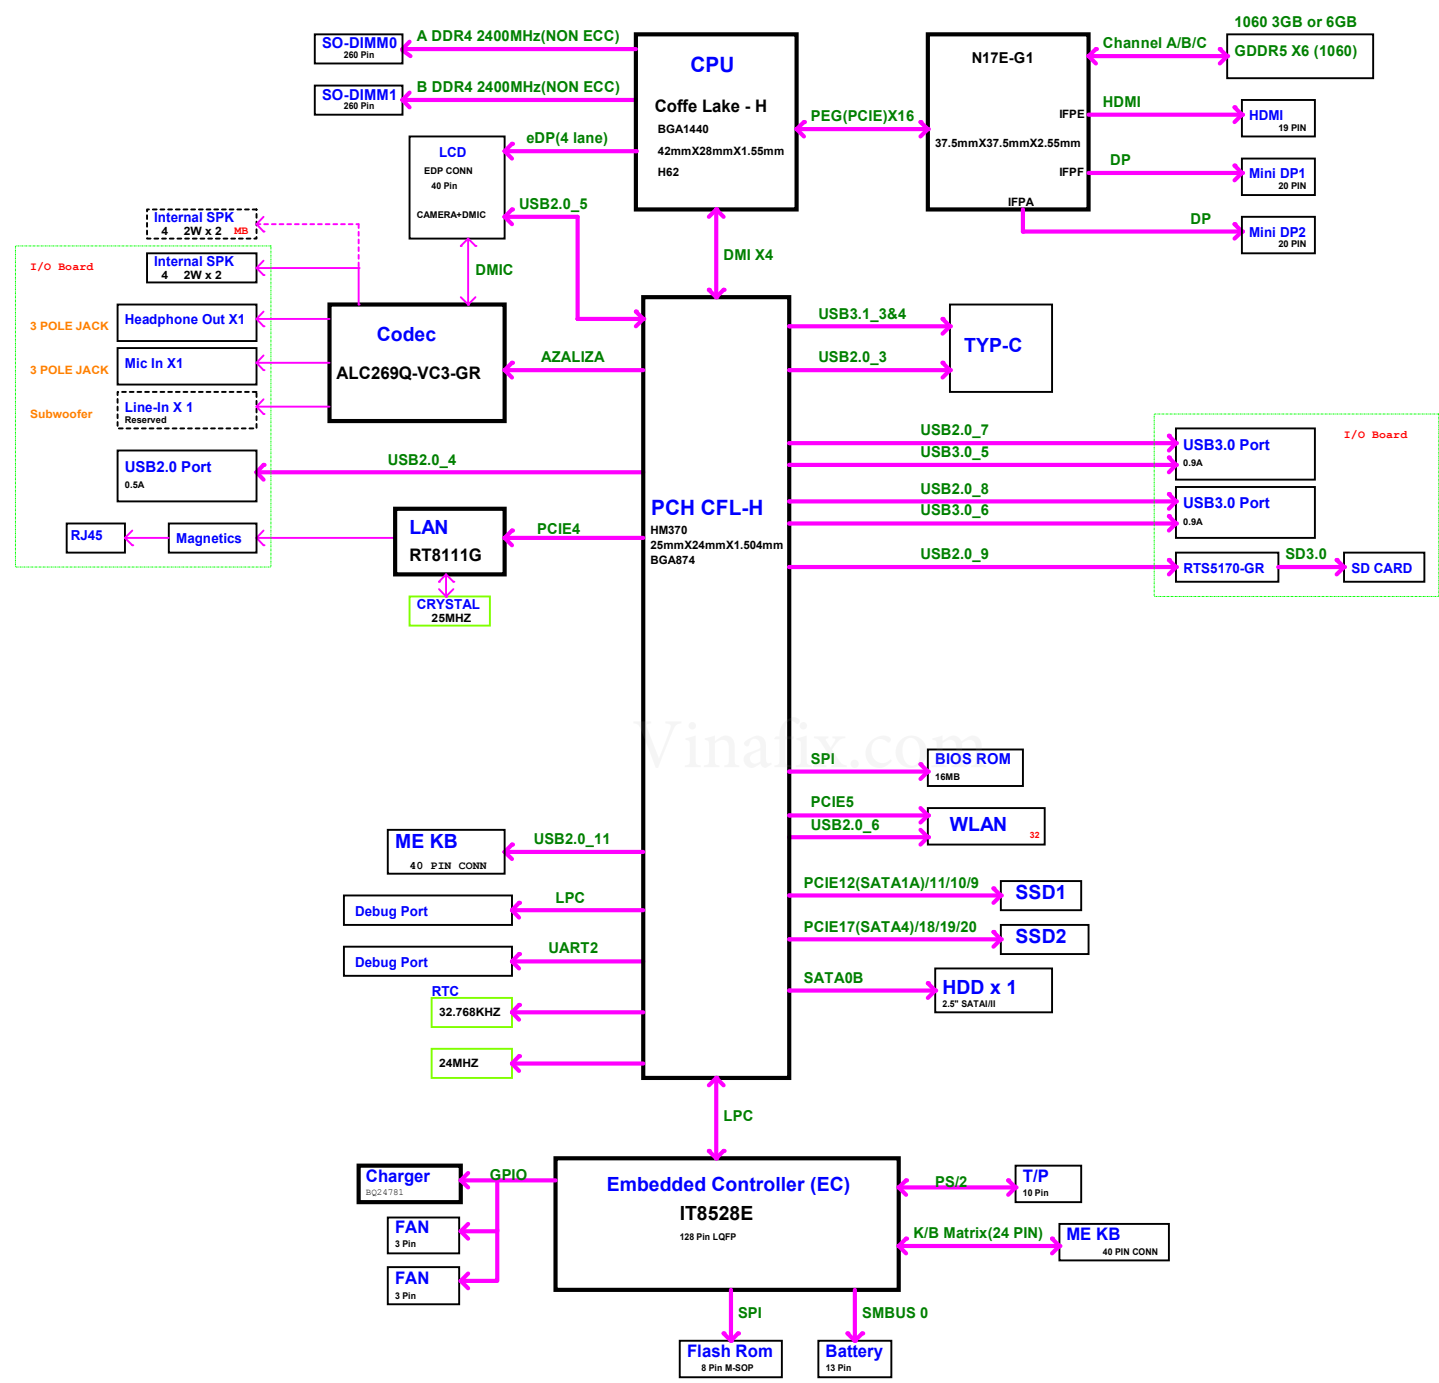 1060 3GB or 6GB
GDDR5 X6 (1060)
Channel A/B/C
A DDR4 2400MHz(NON ECC)
SO-DIMM0
260 Pin
B DDR4 2400MHz(NON ECC)
SO-DIMM1
260 Pin
CPU
Coffe Lake - H
BGA1440
42mmX28mmX1.55mm
H62
PEG(PCIE)X16
N17E-G1
37.5mmX37.5mmX2.55mm
IFPE
IFPF
IFPA
HDMI
HDMI
19 PIN
DP
Mini DP1
20 PIN
DP
Mini DP2
20 PIN
eDP(4 lane)
LCD
EDP CONN
40 Pin
CAMERA+DMIC
USB2.0_5
DMIC
DMI X4
Internal SPK
4 2W x 2 MB
I/O Board
Internal SPK
4 2W x 2
3 POLE JACK
Headphone Out X1
3 POLE JACK
Mic In X1
Subwoofer
Line-In X 1
Reserved
Codec
ALC269Q-VC3-GR
AZALIZA
USB2.0 Port
0.5A
USB2.0_4
RJ45
Magnetics
LAN
RT8111G
PCIE4
CRYSTAL
25MHZ
PCH CFL-H
HM370
25mmX24mmX1.504mm
BGA874
USB3.1_3&4
USB2.0_3
TYP-C
I/O Board
USB2.0_7
USB3.0_5
USB3.0 Port
0.9A
USB2.0_8
USB3.0_6
USB3.0 Port
0.9A
USB2.0_9
RTS5170-GR
SD3.0
SD CARD
Vinafix.com
SPI
BIOS ROM
16MB
PCIE5
USB2.0_6
WLAN
32
ME KB
40 PIN CONN
USB2.0_11
PCIE12(SATA1A)/11/10/9
SSD1
Debug Port
LPC
PCIE17(SATA4)/18/19/20
SSD2
Debug Port
UART2
SATA0B
HDD x 1
2.5" SATAI/II
RTC
32.768KHZ
24MHZ
LPC
Charger
BQ24781
GPIO
FAN
3 Pin
FAN
3 Pin
Embedded Controller (EC)
IT8528E
128 Pin LQFP
PS/2
T/P
10 Pin
K/B Matrix(24 PIN)
ME KB
40 PIN CONN
SPI
Flash Rom
8 Pin M-SOP
SMBUS 0
Battery
13 Pin